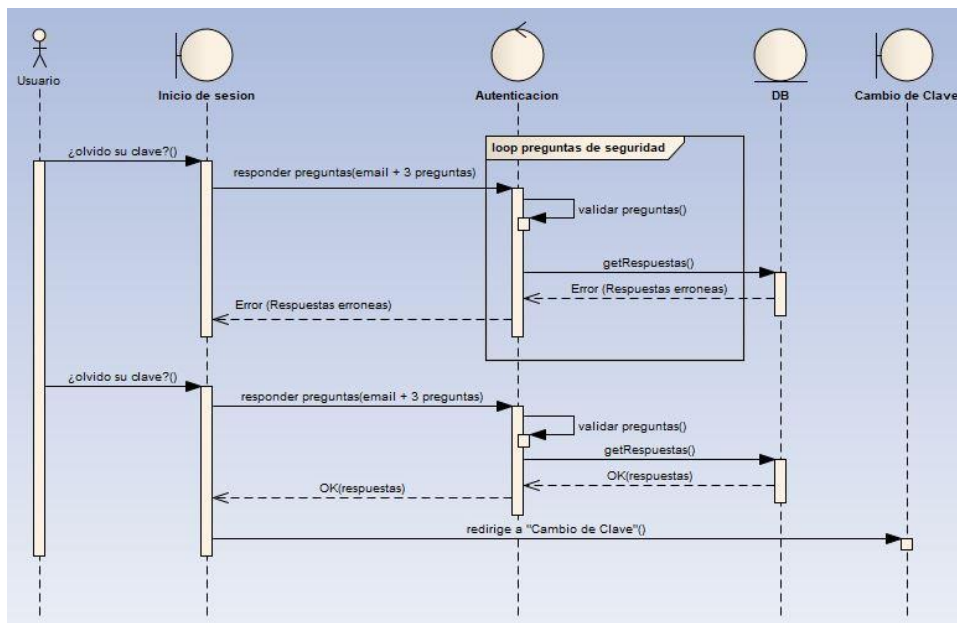 Usuario
Inicio de sesion
Autenticacion
DB
Cambio de Clave
loop preguntas de seguridad
¿olvido su clave?()
responder preguntas(email + 3 preguntas)
validar preguntas()
getRespuestas()
Error (Respuestas erroneas)
Error (Respuestas erroneas)
¿olvido su clave?()
responder preguntas(email + 3 preguntas)
validar preguntas()
getRespuestas()
OK(respuestas)
OK(respuestas)
redirige a "Cambio de Clave"()